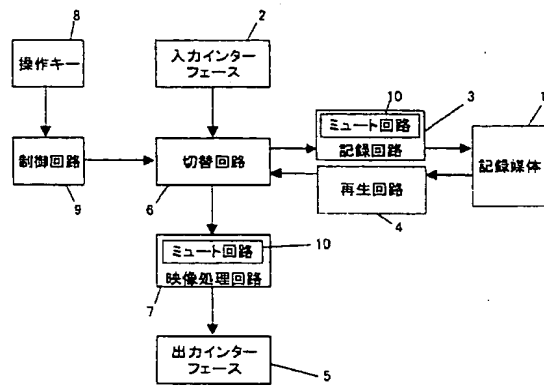 8
2
操作キー
入力インター
フェース
10
3
1
ミュート回路
記録回路
制御回路
切替回路
記録媒体
再生回路
9
6
4
10
ミュート回路
映像処理回路
7
出力インター
フェース
5